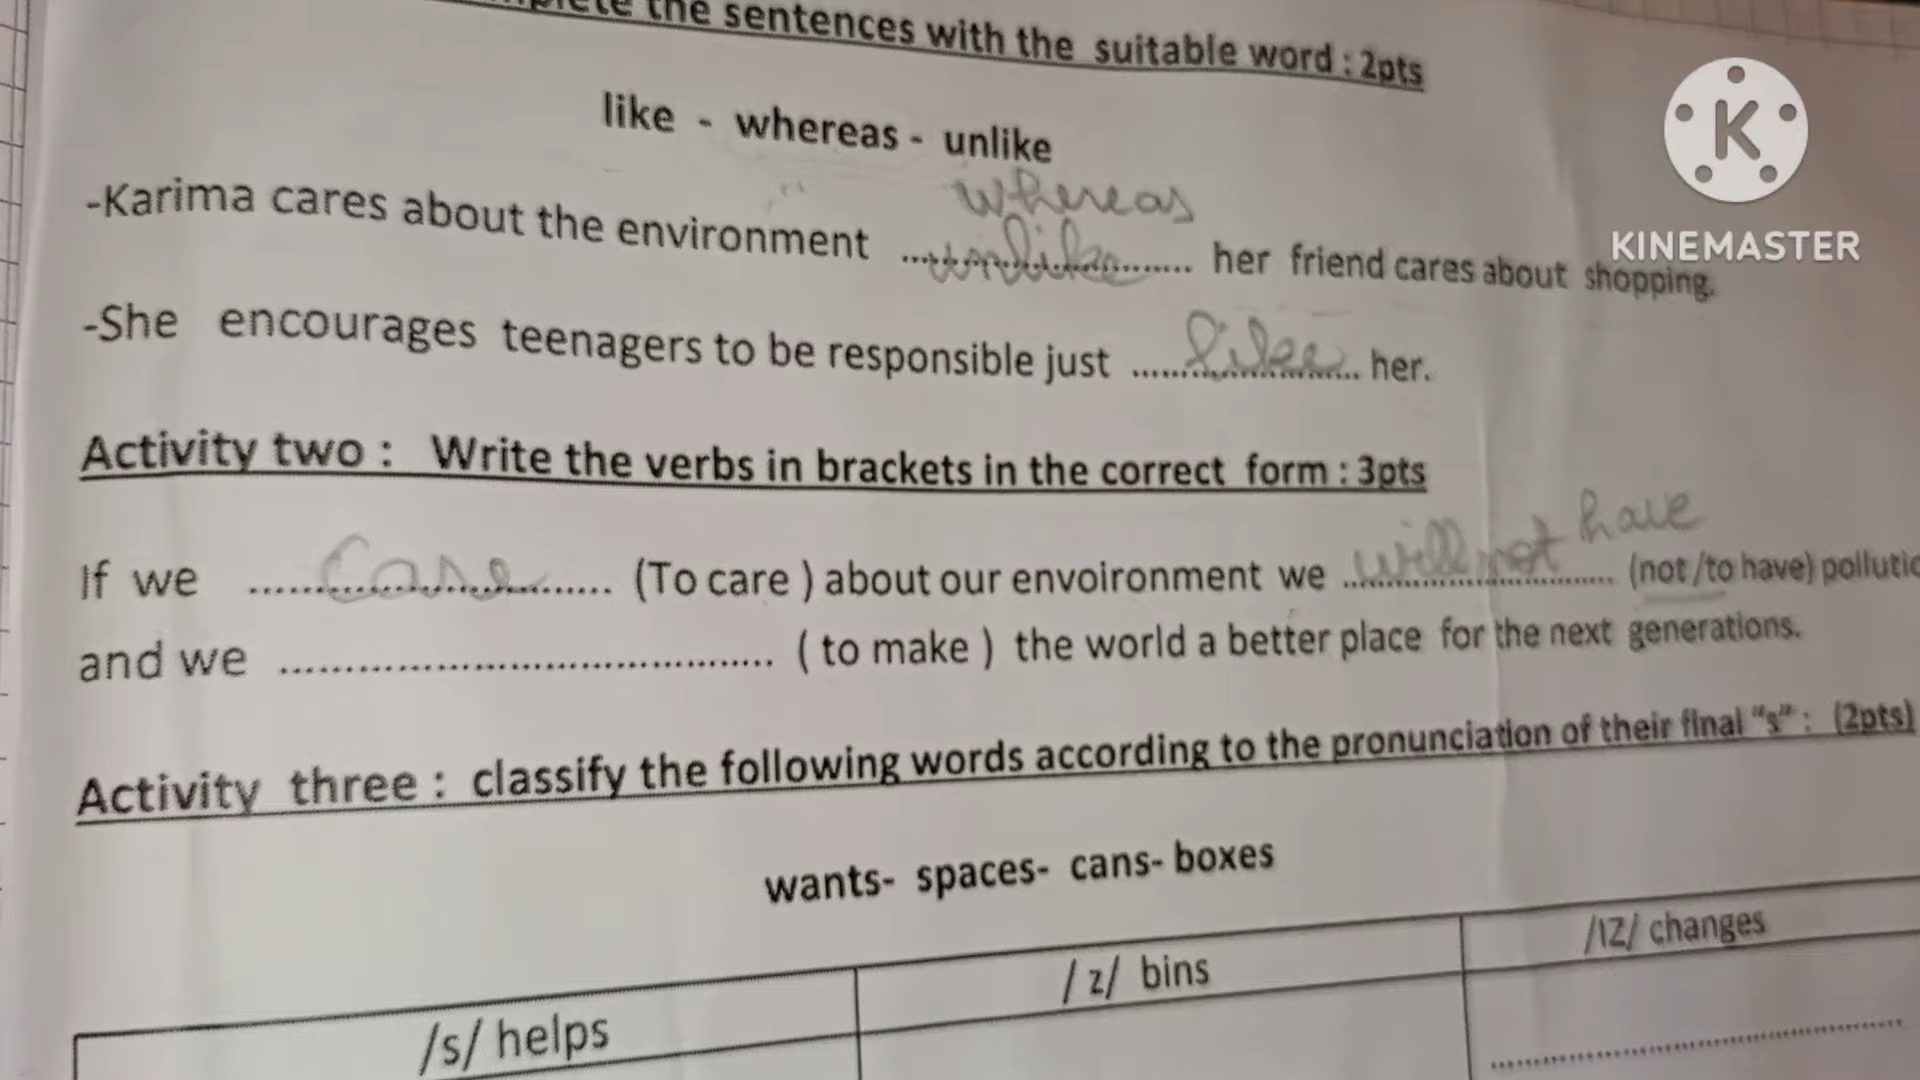 the sentences with the suitable word : 2pts
like - whereas - unlike
whereas
-Karima cares about the environment ........unlike........ her friend cares about shopping.
-She encourages teenagers to be responsible just ........like........ her.
Activity two : Write the verbs in brackets in the correct form : 3pts
If we ........care........ (To care ) about our envoironment we ........will not have........ (not /to have) pollutio
and we ........................................ ( to make ) the world a better place for the next generations.
Activity three : classify the following words according to the pronunciation of their final "s" : (2pts)
wants- spaces- cans- boxes
/s/ helps
/ z/ bins
/IZ/ changes
K
KINEMASTER